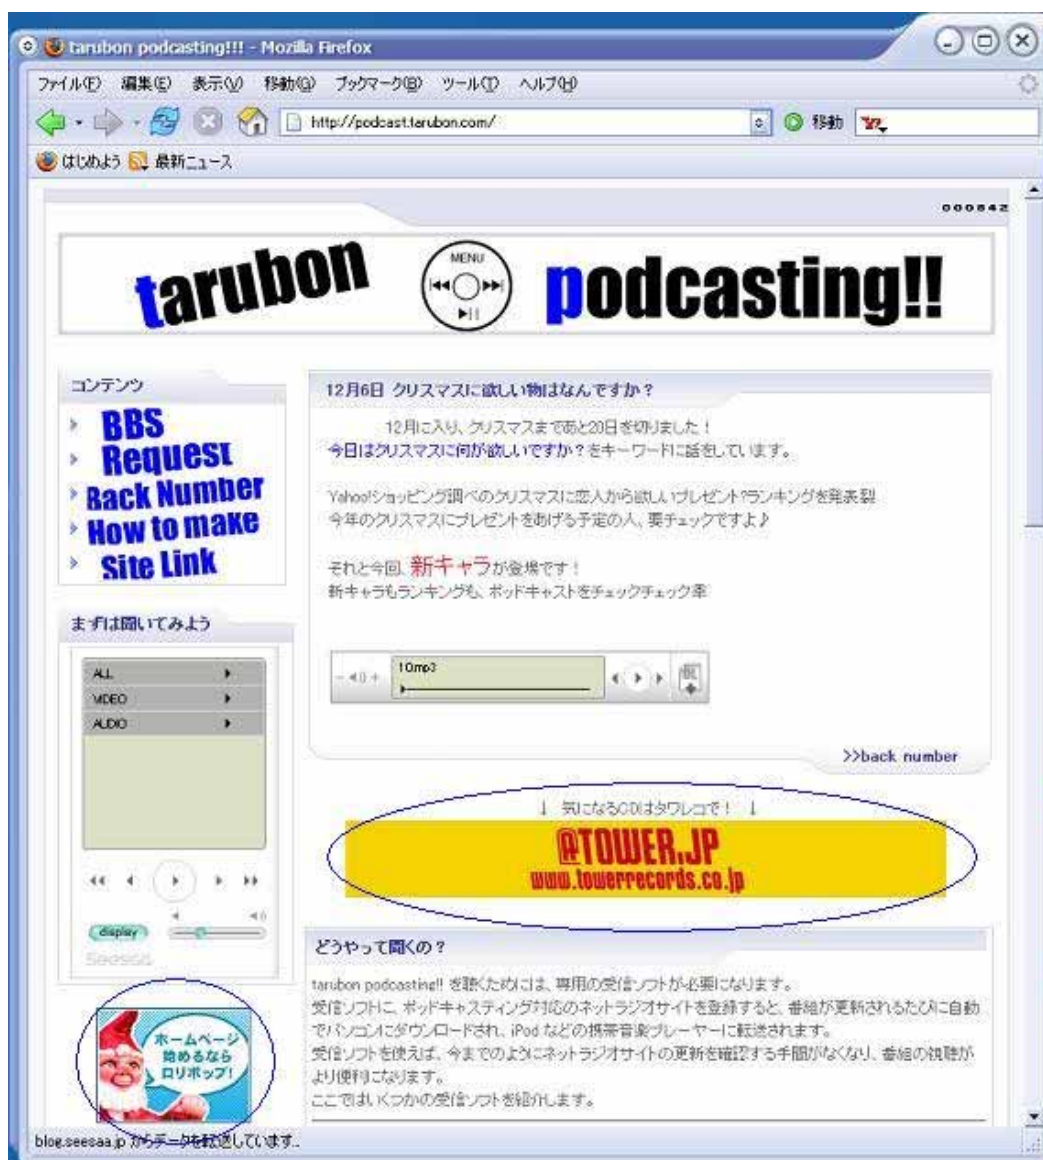 tarubon podcasting!!! - Mozilla Firefox
ファイル(F) 編集(E) 表示(V) 移動(G) ブックマーク(B) ツール(T) ヘルプ(H)
http://podcast.tarubon.com/
移動
はじめよう 最新ニュース
000842
tarubon MENU podcasting!!
コンテンツ
BBS
Request
Back Number
How to make
Site Link
まずは聞いてみよう
ALL
VIDEO
AUDIO
display
Seesaa
ホームページ
始めるなら
ロリポップ!
12月6日 クリスマスに欲しい物はなんですか?
12月に入り、クリスマスまであと20日を切りました!
今日はクリスマスに何が欲しいですか?をキーワードに話をしています。
Yahoo!ショッピング調べのクリスマスに恋人から欲しいプレゼント?ランキングを発表
今年のクリスマスにプレゼントをあげる予定の人、要チェックですよ♪
それと今回、新キャラが登場です!
新キャラもランキングも、ポッドキャストをチェックチェック
10.mp3
>>back number
↓ 気になるCDはタワレコで! ↓
@TOWER.JP
www.towerrecords.co.jp
どうやって聞くの?
tarubon podcasting!! を聴くためには、専用の受信ソフトが必要になります。
受信ソフトに、ポッドキャスティング対応のネットラジオサイトを登録すると、番組が更新されるたびに自動
でパソコンにダウンロードされ、iPod などの携帯音楽プレーヤーに転送されます。
受信ソフトを使えば、今までのようにネットラジオサイトの更新を確認する手間がなくなり、番組の視聴が
より便利になります。
ここではいくつかの受信ソフトを紹介します。
blog.seesaa.jp からデータを転送しています..